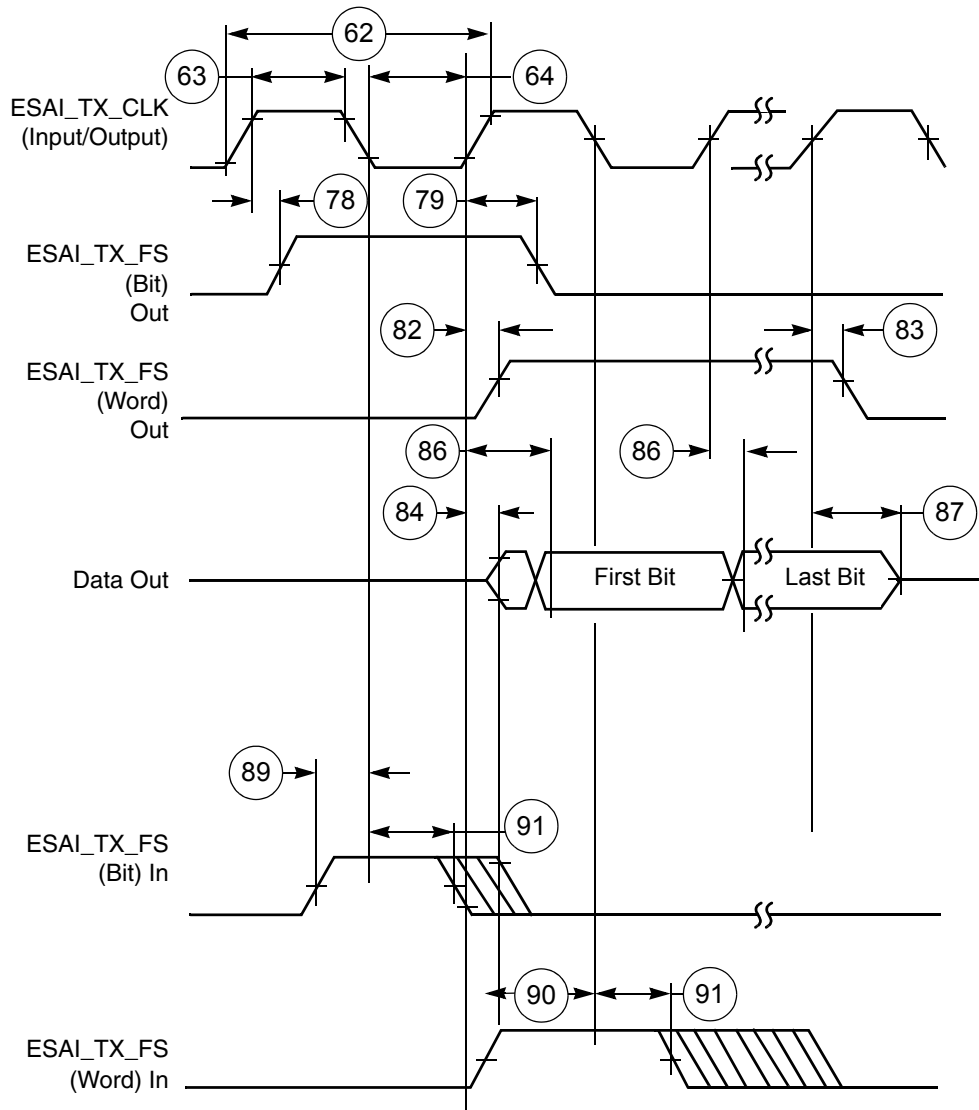 62
63
64
ESAI_TX_CLK
(Input/Output)
78
79
ESAI_TX_FS
(Bit)
Out
82
83
ESAI_TX_FS
(Word)
Out
86
86
84
87
Data Out
First Bit
Last Bit
89
91
ESAI_TX_FS
(Bit) In
90
91
ESAI_TX_FS
(Word) In